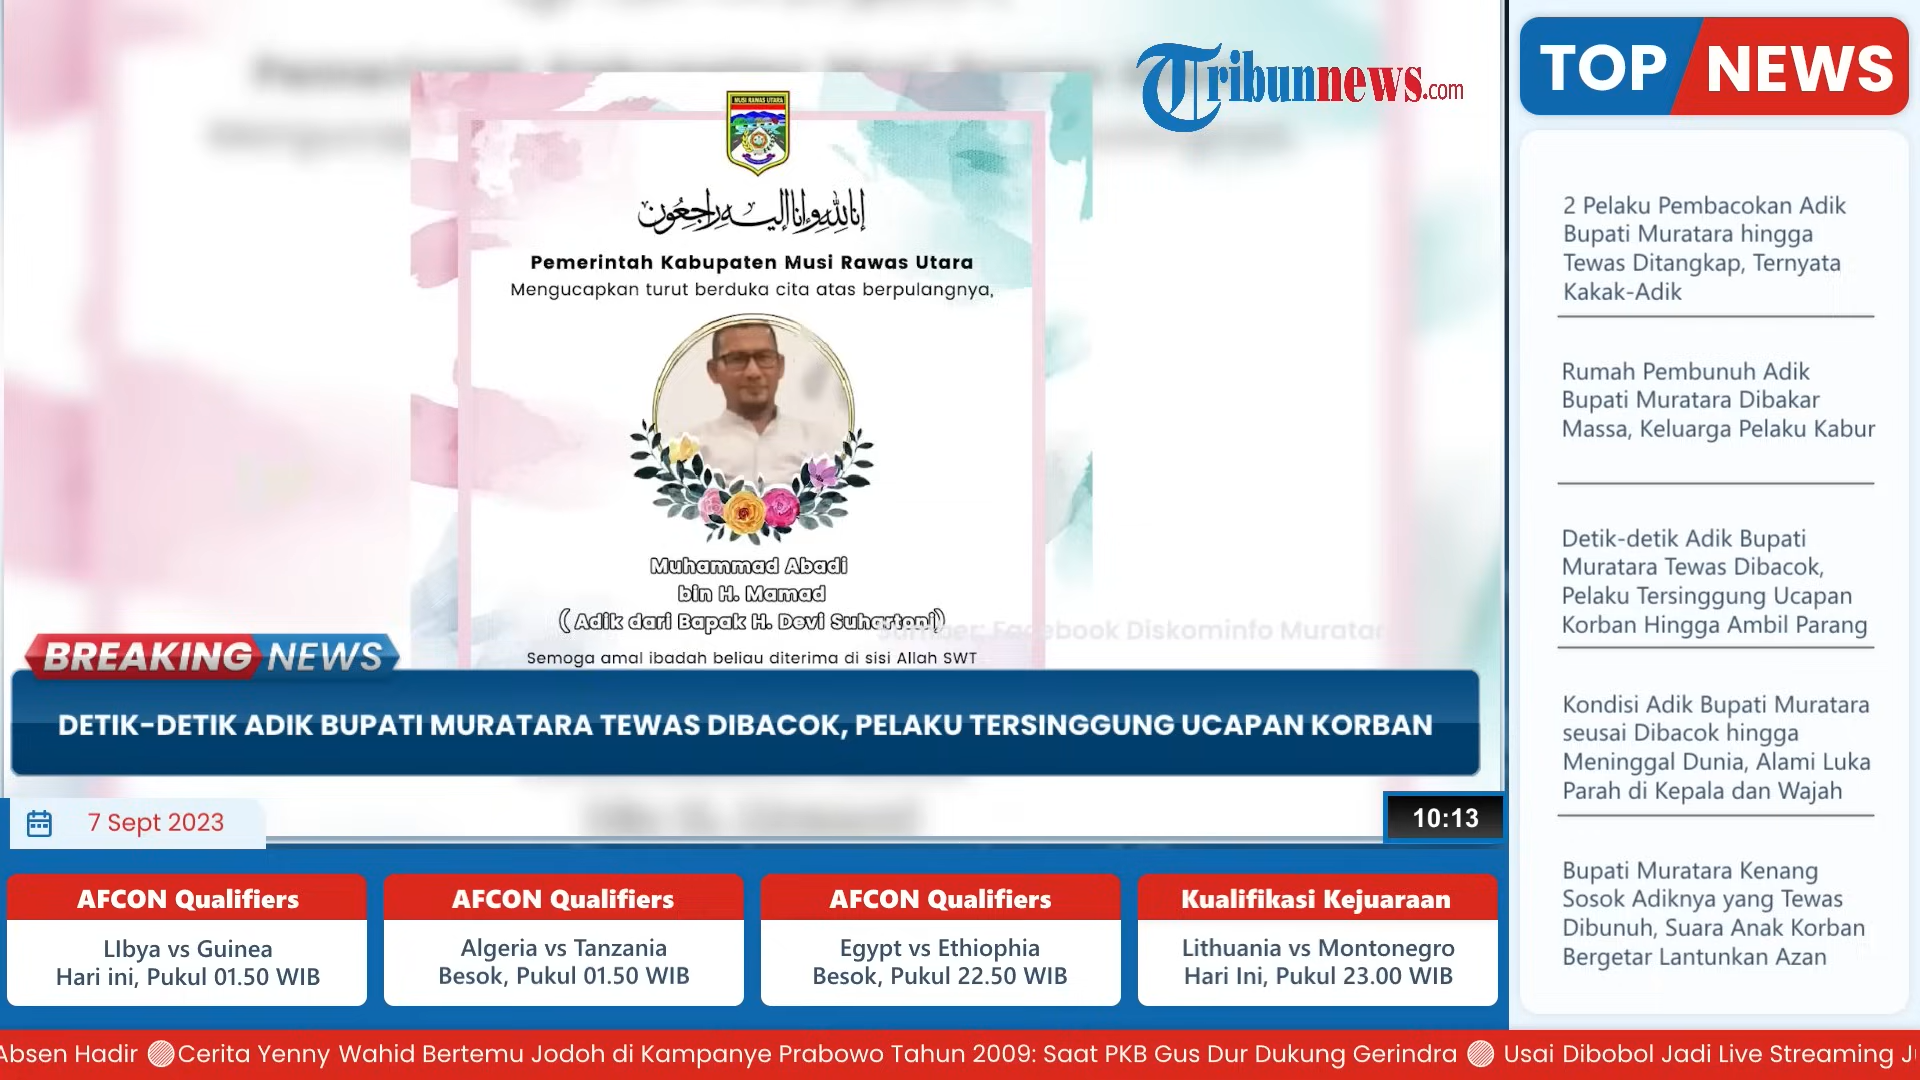 Tribunnews.com
MUSI RAWAS UTARA
إنا لله وإنا إليه راجعون
Pemerintah Kabupaten Musi Rawas Utara
Mengucapkan turut berduka cita atas berpulangnya,
Muhammad Abadi
bin H. Mamad
( Adik dari Bapak H. Devi Suhartoni)
Sumber: Facebook Diskominfo Muratara
Semoga amal ibadah beliau diterima di sisi Allah SWT
BREAKING NEWS
DETIK-DETIK ADIK BUPATI MURATARA TEWAS DIBACOK, PELAKU TERSINGGUNG UCAPAN KORBAN
7 Sept 2023
10:13
AFCON Qualifiers
LIbya vs Guinea
Hari ini, Pukul 01.50 WIB
AFCON Qualifiers
Algeria vs Tanzania
Besok, Pukul 01.50 WIB
AFCON Qualifiers
Egypt vs Ethiophia
Besok, Pukul 22.50 WIB
Kualifikasi Kejuaraan
Lithuania vs Montonegro
Hari Ini, Pukul 23.00 WIB
TOP NEWS
2 Pelaku Pembacokan Adik
Bupati Muratara hingga
Tewas Ditangkap, Ternyata
Kakak-Adik
Rumah Pembunuh Adik
Bupati Muratara Dibakar
Massa, Keluarga Pelaku Kabur
Detik-detik Adik Bupati
Muratara Tewas Dibacok,
Pelaku Tersinggung Ucapan
Korban Hingga Ambil Parang
Kondisi Adik Bupati Muratara
seusai Dibacok hingga
Meninggal Dunia, Alami Luka
Parah di Kepala dan Wajah
Bupati Muratara Kenang
Sosok Adiknya yang Tewas
Dibunuh, Suara Anak Korban
Bergetar Lantunkan Azan
Absen Hadir Cerita Yenny Wahid Bertemu Jodoh di Kampanye Prabowo Tahun 2009: Saat PKB Gus Dur Dukung Gerindra Usai Dibobol Jadi Live Streaming J